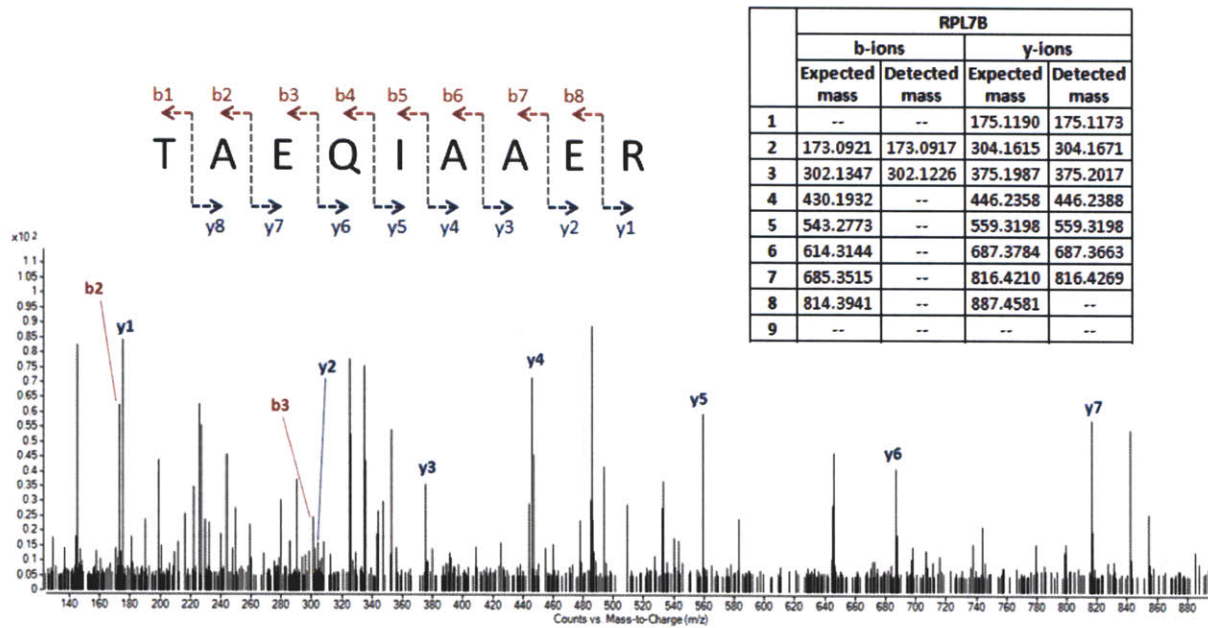 RPL7B
b-ions y-ions
Expected mass Detected mass Expected mass Detected mass
1 -- -- 175.1190 175.1173
2 173.0921 173.0917 304.1615 304.1671
3 302.1347 302.1226 375.1987 375.2017
4 430.1932 -- 446.2358 446.2388
5 543.2773 -- 559.3198 559.3198
6 614.3144 -- 687.3784 687.3663
7 685.3515 -- 816.4210 816.4269
8 814.3941 -- 887.4581 --
9 -- -- -- --
b1 b2 b3 b4 b5 b6 b7 b8
T A E Q I A A E R
y8 y7 y6 y5 y4 y3 y2 y1
x10 2
1.1
1.05
1
0.95
0.9
0.85
0.8
0.75
0.7
0.65
0.6
0.55
0.5
0.45
0.4
0.35
0.3
0.25
0.2
0.15
0.1
0.05
b2
y1
b3
y2
y3
y4
y5
y6
y7
140 160 180 200 220 240 260 280 300 320 340 360 380 400 420 440 460 480 500 520 540 560 580 600 620 640 660 680 700 720 740 760 780 800 820 840 860 880
Counts vs. Mass-to-Charge (m/z)